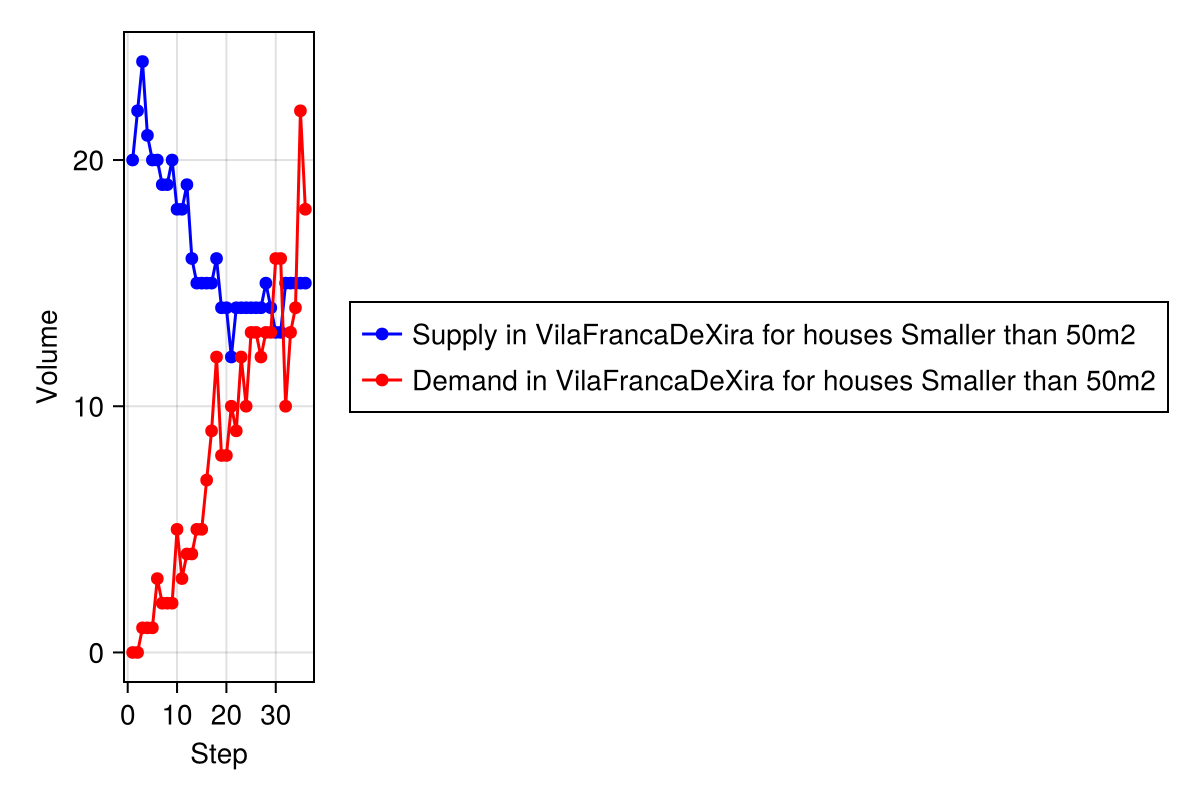 Volume
20
10
0
0 10 20 30
Step
Supply in VilaFrancaDeXira for houses Smaller than 50m2
Demand in VilaFrancaDeXira for houses Smaller than 50m2